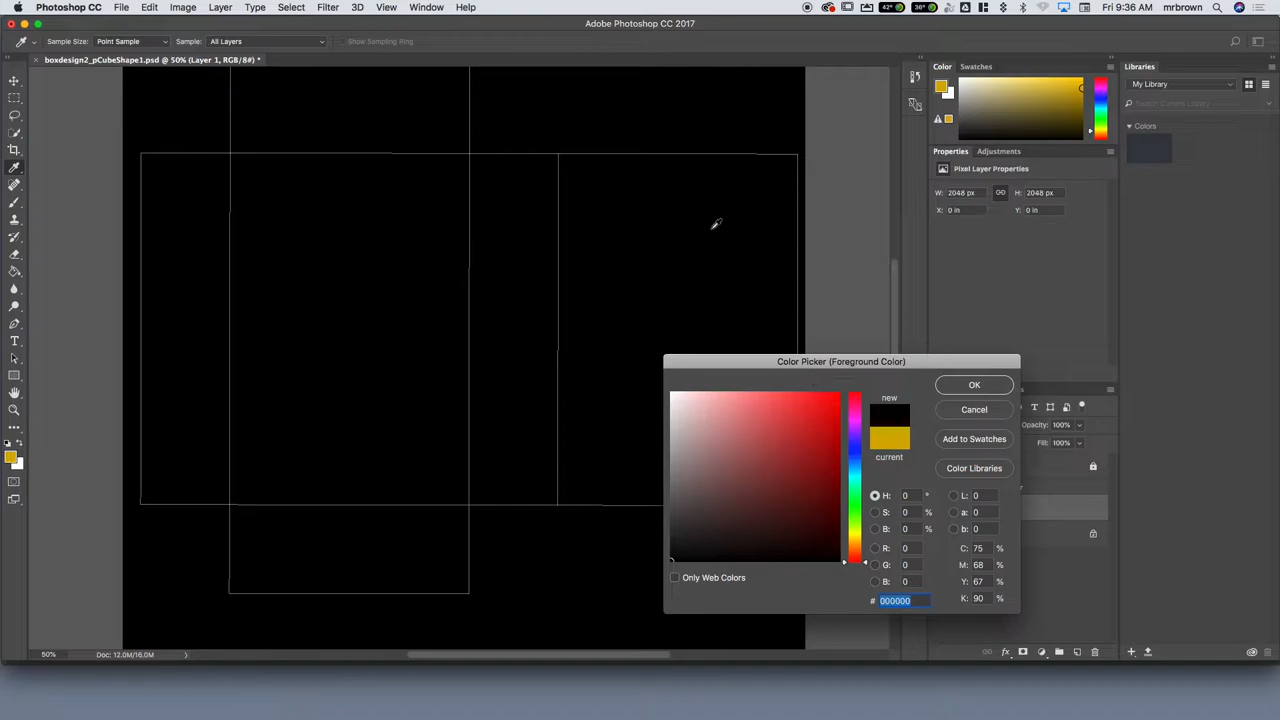 Photoshop CC File Edit Image Layer Type Select Filter 3D View Window Help 42° 36° Fri 9:36 AM mrbrown
Adobe Photoshop CC 2017
Sample Size: Point Sample Sample: All Layers Show Sampling Ring
boxdesign2_pCubeShape1.psd @ 50% (Layer 1, RGB/8#) *
Color Swatches
Libraries
My Library
Search Current Library
Colors
Properties Adjustments
Pixel Layer Properties
W: 2048 px H: 2048 px
X: 0 in Y: 0 in
Color Picker (Foreground Color)
OK
new
Cancel
Opacity: 100%
Add to Swatches
Fill: 100%
current
Color Libraries
H: 0 ° L: 0
S: 0 % a: 0
B: 0 % b: 0
R: 0 C: 75 %
G: 0 M: 68 %
Only Web Colors
B: 0 Y: 67 %
# 000000 K: 90 %
50% Doc: 12.0M/16.0M